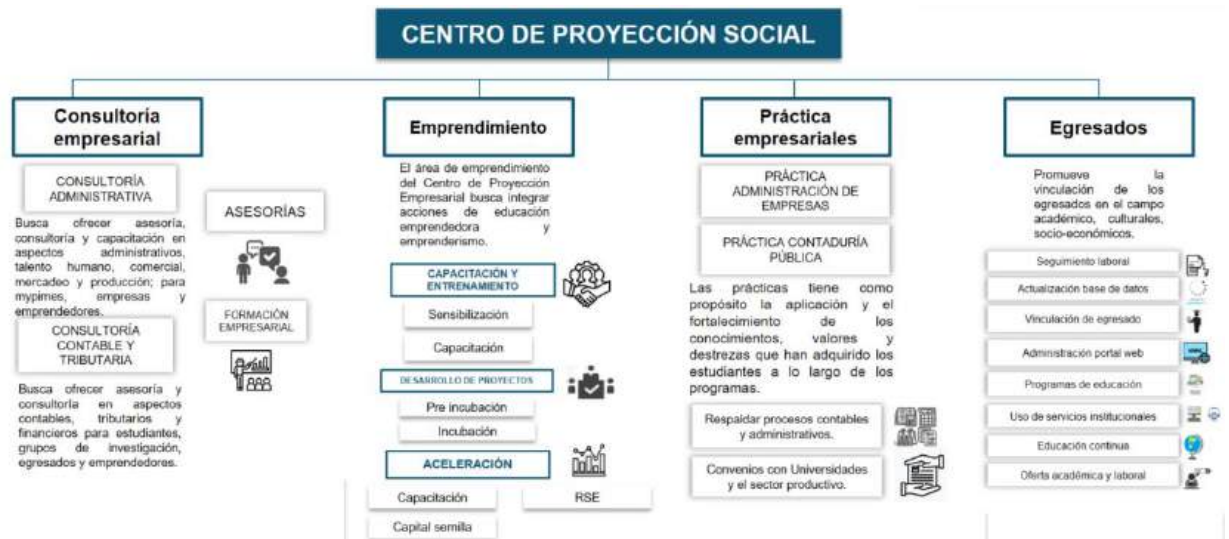 CENTRO DE PROYECCIÓN SOCIAL
Consultoría
empresarial
CONSULTORÍA
ADMINISTRATIVA
Busca ofrecer asesoría,
consultoría y capacitación en
aspectos administrativos,
talento humano, comercial,
mercadeo y producción; para
mypimes, empresas y
emprendedores.
CONSULTORÍA
CONTABLE Y
TRIBUTARIA
Busca ofrecer asesoría y
consultoría en aspectos
contables, tributarios y
financieros para estudiantes,
grupos de investigación,
egresados y emprendedores.
ASESORÍAS
FORMACIÓN
EMPRESARIAL
Emprendimiento
El área de emprendimiento
del Centro de Proyección
Empresarial busca integrar
acciones de educación
emprendedora y
emprenderismo.
CAPACITACIÓN Y
ENTRENAMIENTO
Sensibilización
Capacitación
DESARROLLO DE PROYECTOS
Pre incubación
Incubación
ACELERACIÓN
Capacitación
RSE
Capital semilla
Práctica
empresariales
PRÀCTICA
ADMINISTRACIÓN DE
EMPRESAS
PRÀCTICA CONTADURÍA
PÙBLICA
Las prácticas tiene como
propósito la aplicación y el
fortalecimiento de los
conocimientos, valores y
destrezas que han adquirido los
estudiantes a lo largo de los
programas.
Respaldar procesos contables
y administrativos.
Convenios con Universidades
y el sector productivo.
Egresados
Promueve la
vinculación de los
egresados en el campo
académico, culturales,
socio-económicos.
Seguimiento laboral
Actualización base de datos
Vinculación de egresado
Administración portal web
Programas de educación
Uso de servicios institucionales
Educación continua
Oferta académica y laboral